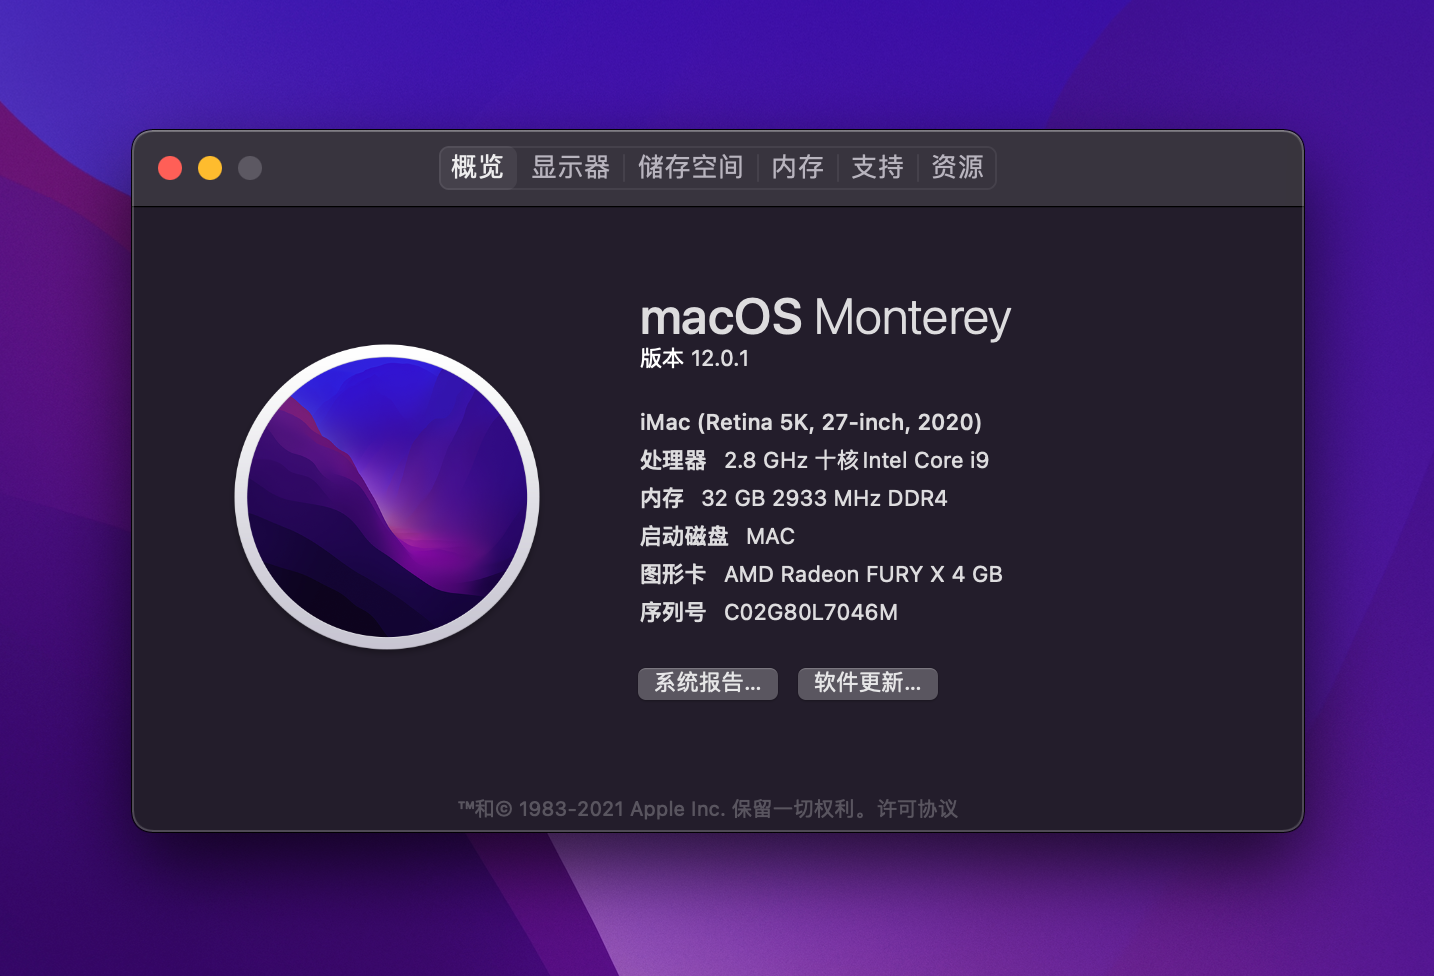 概览 显示器 储存空间 内存 支持 资源
macOS Monterey
版本 12.0.1
iMac (Retina 5K, 27-inch, 2020)
处理器 2.8 GHz 十核Intel Core i9
内存 32 GB 2933 MHz DDR4
启动磁盘 MAC
图形卡 AMD Radeon FURY X 4 GB
序列号 C02G80L7046M
系统报告... 软件更新...
™和© 1983-2021 Apple Inc. 保留一切权利。许可协议